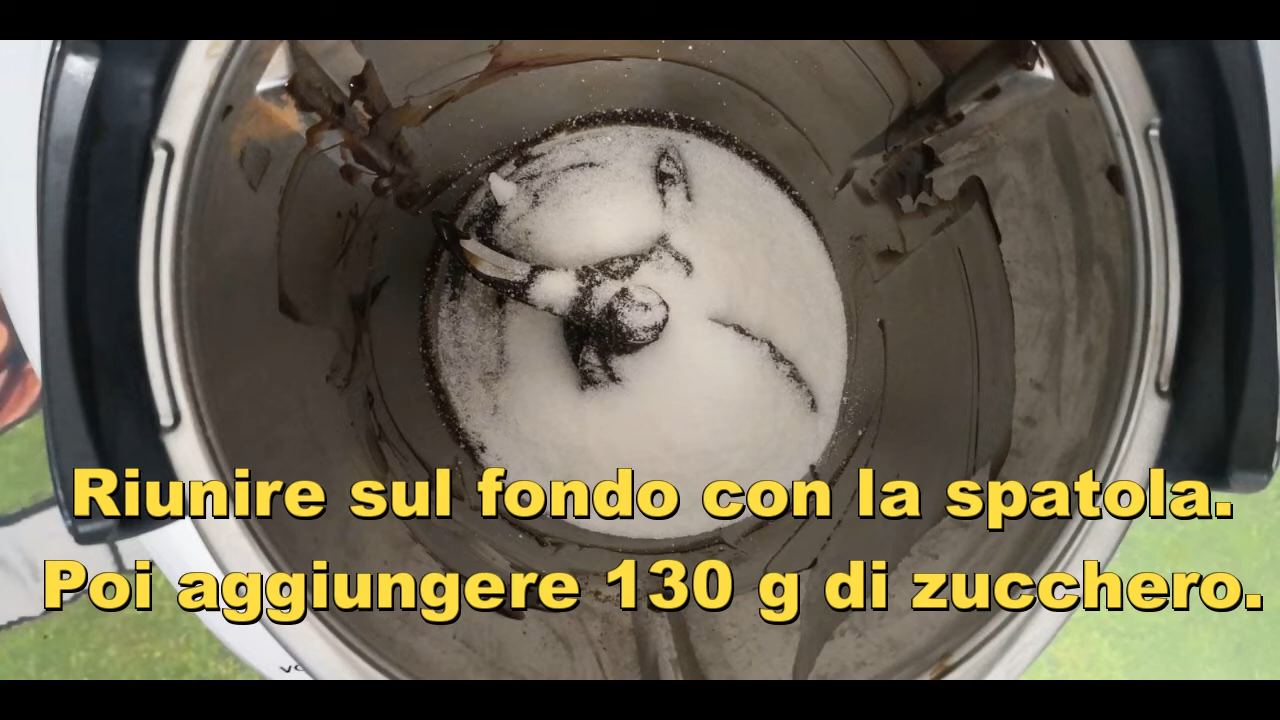 Riunire sul fondo con la spatola.
Poi aggiungere 130 g di zucchero.